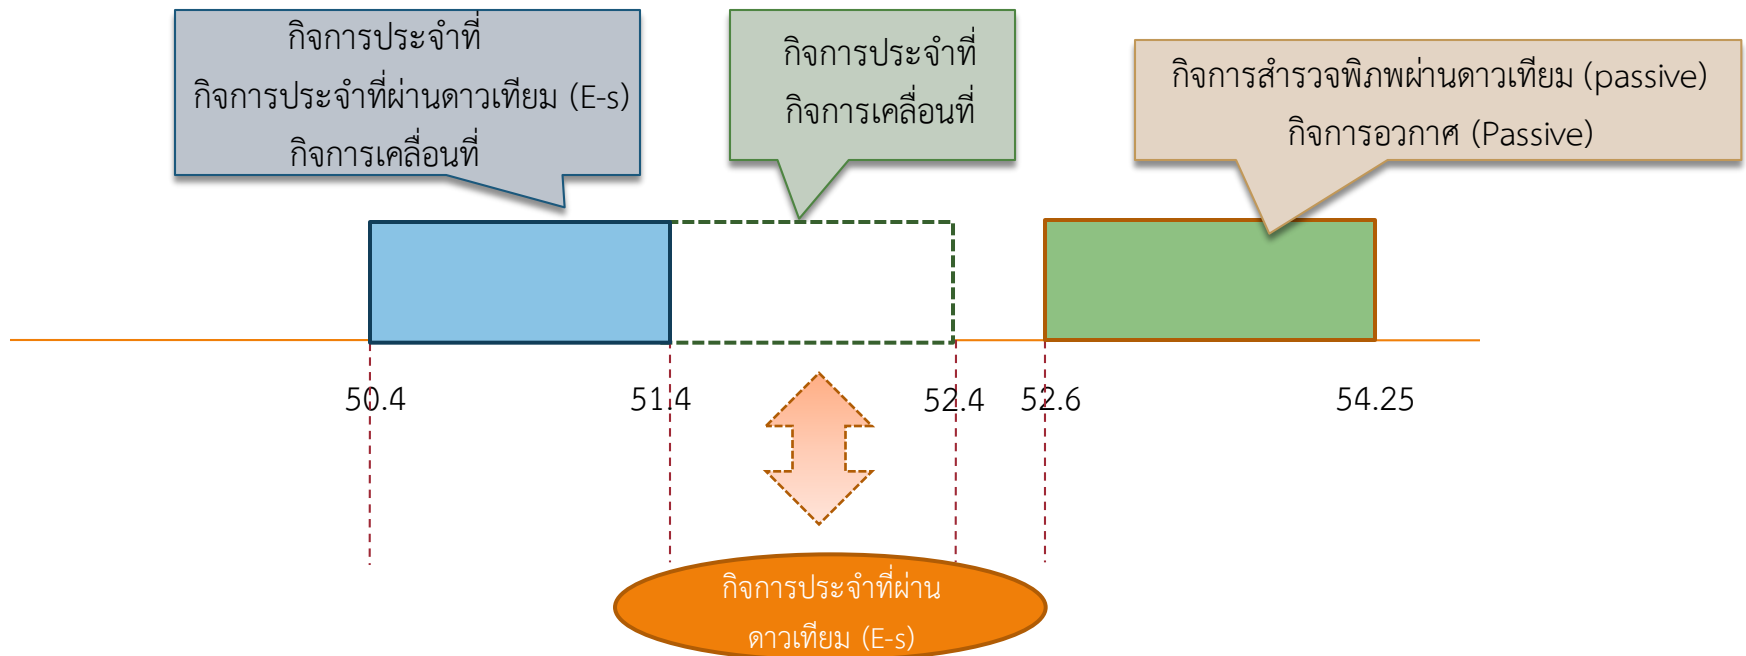 กิจการประจำที่
กิจการประจำที่ผ่านดาวเทียม (E-s)
กิจการเคลื่อนที่
กิจการประจำที่
กิจการเคลื่อนที่
กิจการสำรวจพิภพผ่านดาวเทียม (passive)
กิจการอวกาศ (Passive)
50.4
51.4
52.4
52.6
54.25
กิจการประจำที่ผ่าน
ดาวเทียม (E-s)